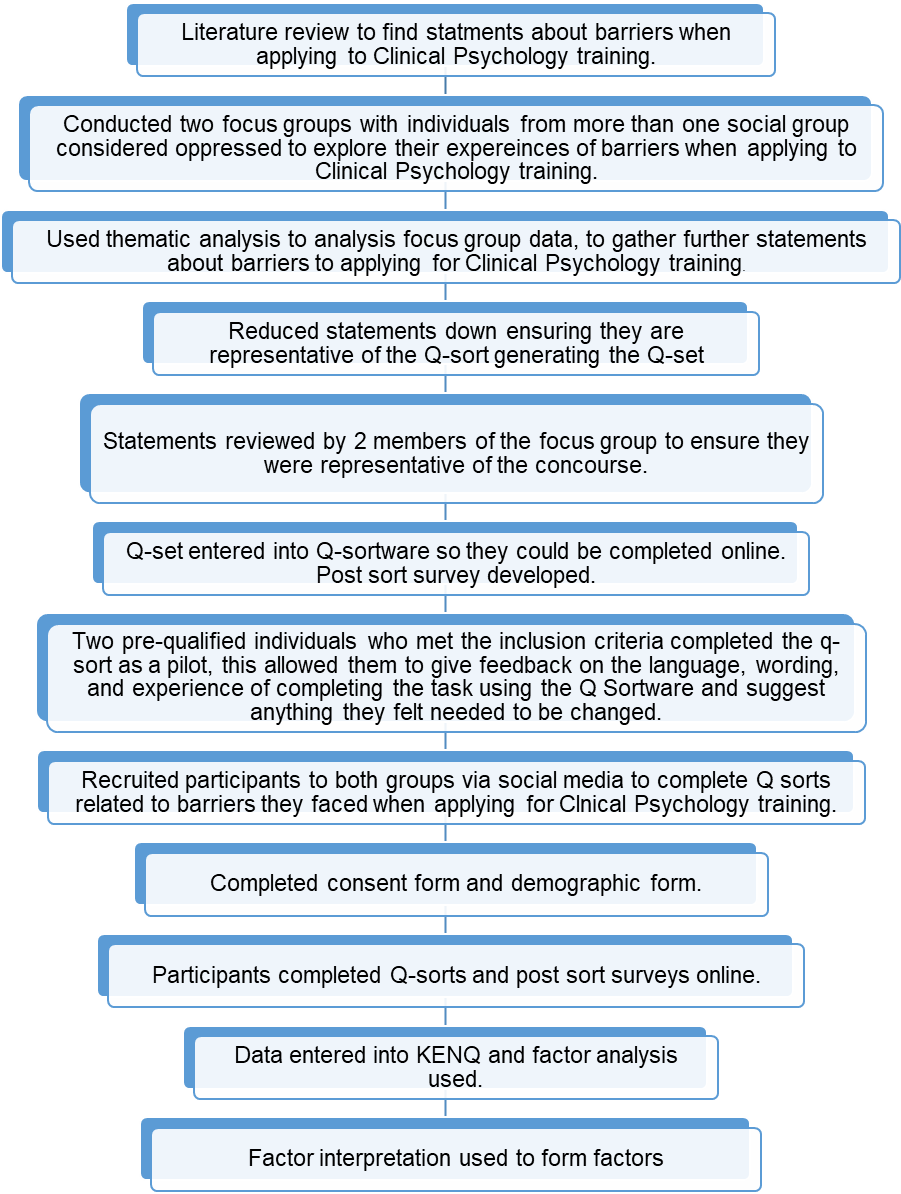 Literature review to find statments about barriers when
applying to Clinical Psychology training.
Conducted two focus groups with individuals from more than one social group
considered oppressed to explore their expereinces of barriers when applying to
Clinical Psychology training.
Used thematic analysis to analysis focus group data, to gather further statements
about barriers to applying for Clinical Psychology training.
Reduced statements down ensuring they are
representative of the Q-sort generating the Q-set
Statements reviewed by 2 members of the focus group to ensure they
were representative of the concourse.
Q-set entered into Q-sortware so they could be completed online.
Post sort survey developed.
Two pre-qualified individuals who met the inclusion criteria completed the q-
sort as a pilot, this allowed them to give feedback on the language, wording,
and experience of completing the task using the Q Sortware and suggest
anything they felt needed to be changed.
Recruited participants to both groups via social media to complete Q sorts
related to barriers they faced when applying for Clnical Psychology training.
Completed consent form and demographic form.
Participants completed Q-sorts and post sort surveys online.
Data entered into KENQ and factor analysis
used.
Factor interpretation used to form factors